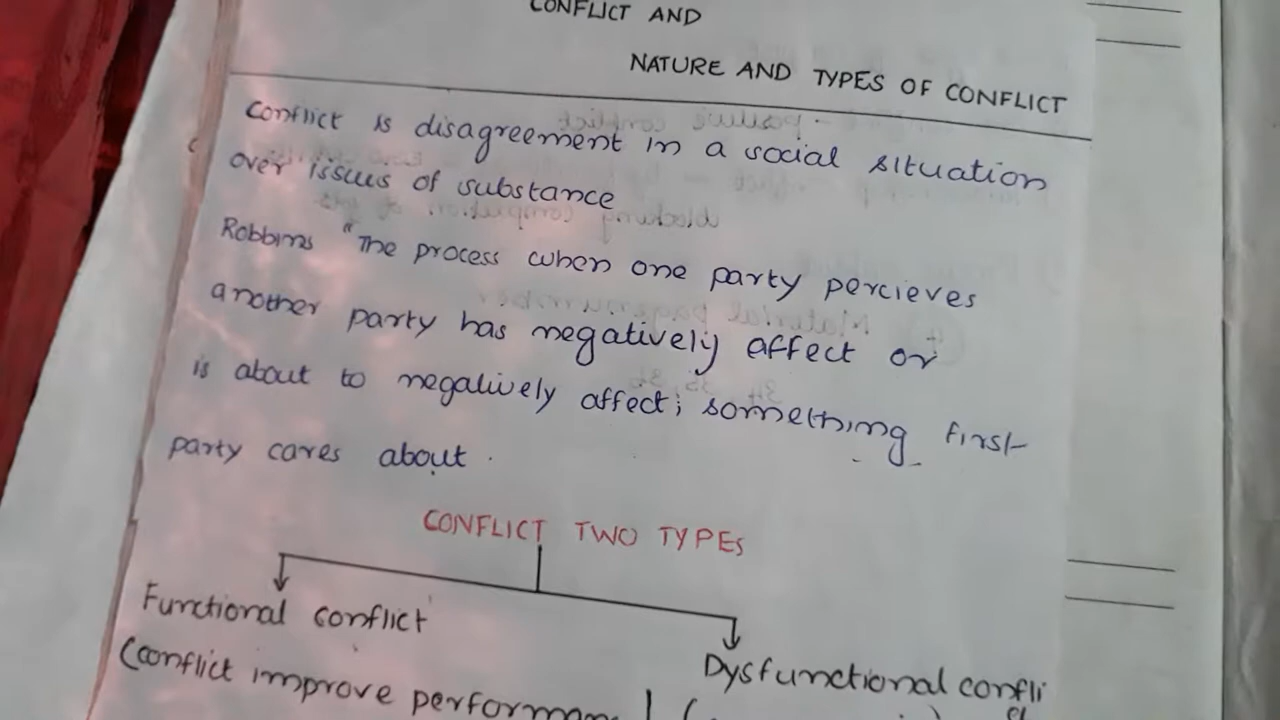 CONFLICT AND
NATURE AND TYPES OF CONFLICT
Conflict is disagreement in a social situation
over issues of substance
Robbins "The process when one party percieves
another party has negatively affect or
is about to negatively affect; something first
party cares about.
CONFLICT TWO TYPES
Functional conflict
Dysfunctional confli
(conflict improve performan